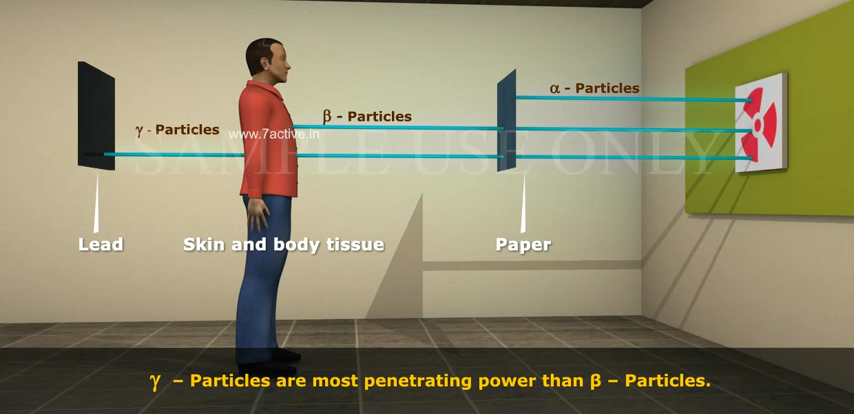 α - Particles
β - Particles
γ - Particles
www.7active.in
SAMPLE USE ONLY
Lead
Skin and body tissue
Paper
γ – Particles are most penetrating power than β – Particles.